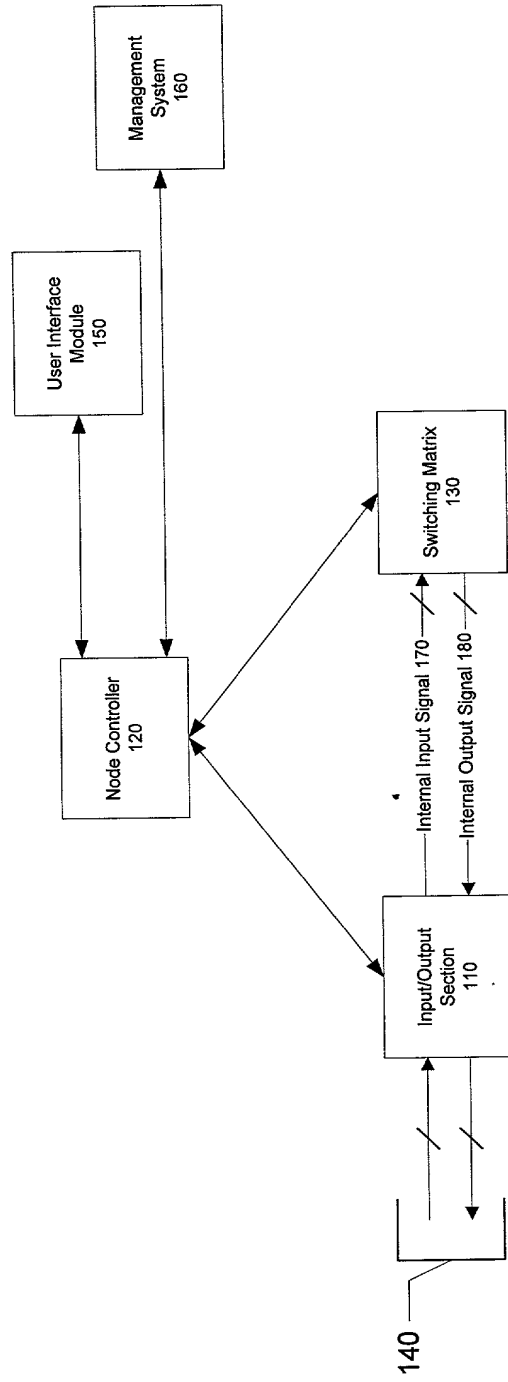 Management
System
160
User Interface
Module
150
Node Controller
120
Switching Matrix
130
Internal Input Signal 170
Internal Output Signal 180
Input/Output
Section
110
140